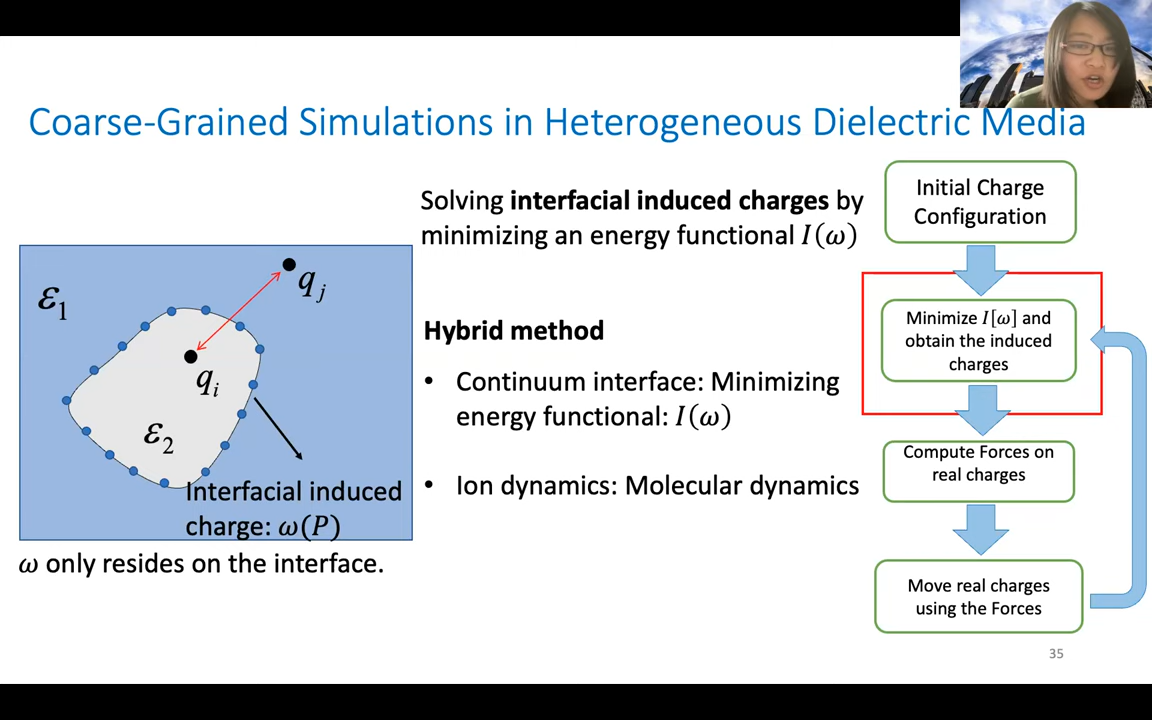 Coarse-Grained Simulations in Heterogeneous Dielectric Media
ε₁
qⱼ
qᵢ
ε₂
Interfacial induced
charge: ω(P)
ω only resides on the interface.
Solving interfacial induced charges by
minimizing an energy functional I(ω)
Hybrid method
• Continuum interface: Minimizing
energy functional: I(ω)
• Ion dynamics: Molecular dynamics
Initial Charge
Configuration
Minimize I[ω] and
obtain the induced
charges
Compute Forces on
real charges
Move real charges
using the Forces
35